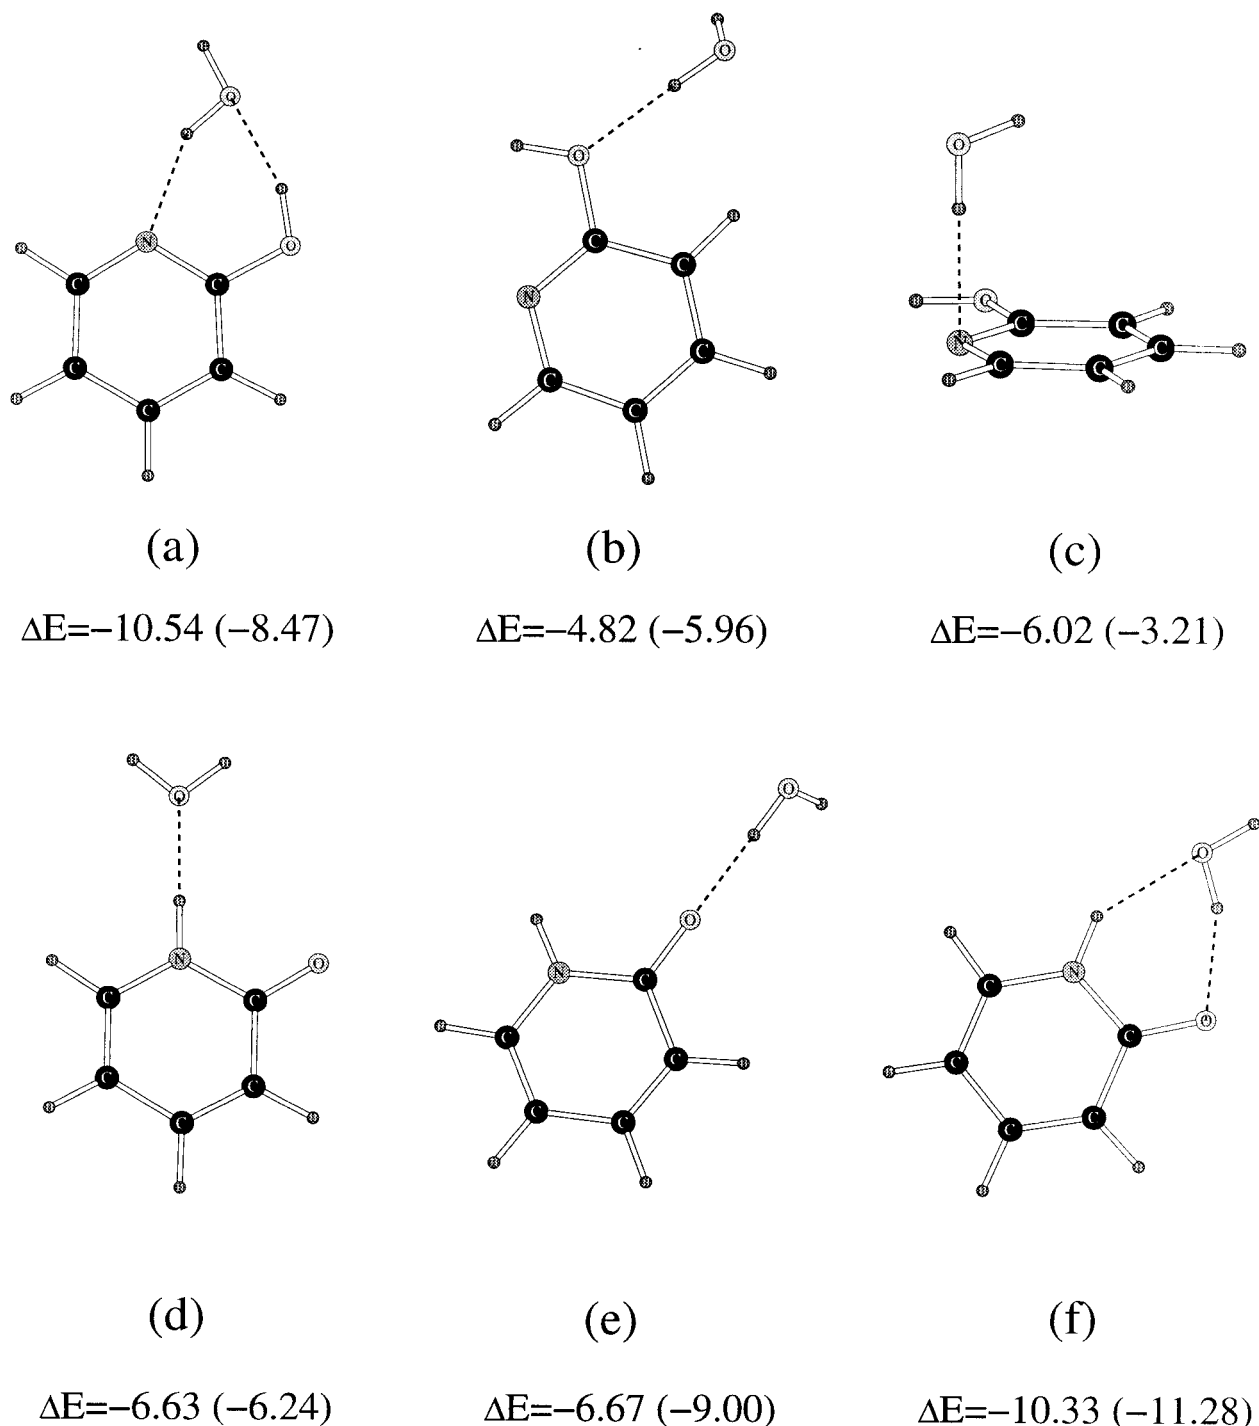 O
O
O
N
O
C
C
C
C
C
(a)
ΔE=−10.54 (−8.47)
O
O
C
C
N
C
C
C
(b)
ΔE=−4.82 (−5.96)
O
O
C
C
N
C
C
C
(c)
ΔE=−6.02 (−3.21)
O
N
O
C
C
C
C
C
(d)
ΔE=−6.63 (−6.24)
O
O
N
C
C
C
C
C
(e)
ΔE=−6.67 (−9.00)
O
N
C
O
C
C
C
C
(f)
ΔE=−10.33 (−11.28)